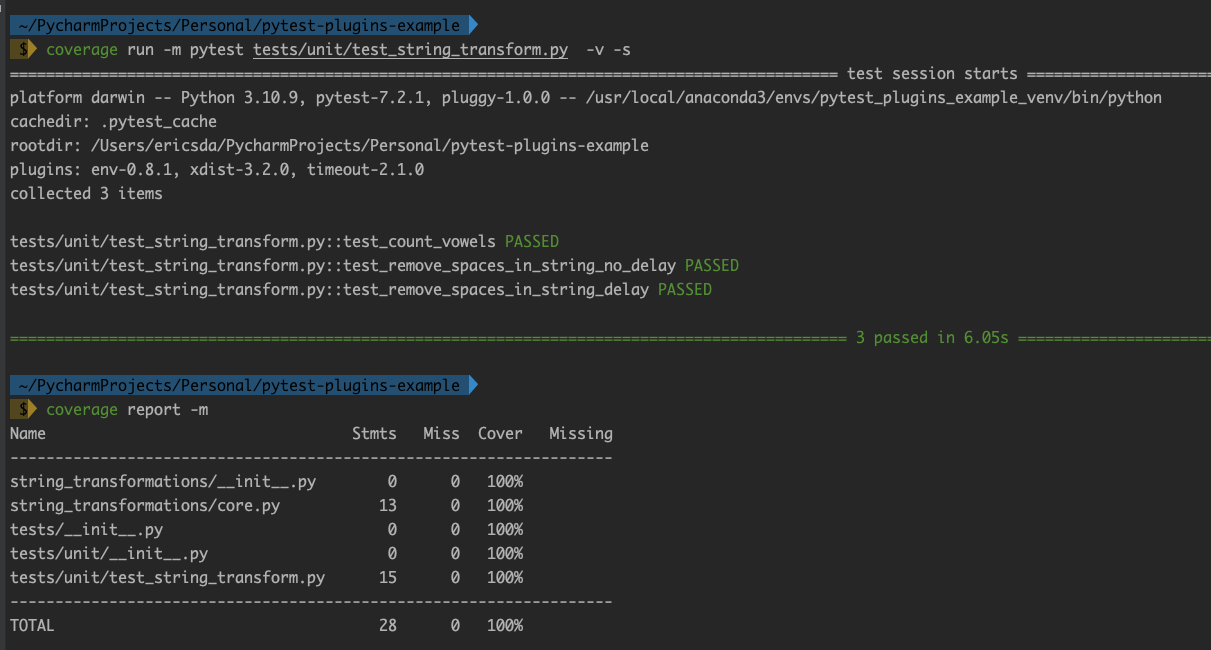 ~/PycharmProjects/Personal/pytest-plugins-example
$ coverage run -m pytest tests/unit/test_string_transform.py  -v -s
============================================================================================ test session starts =====================
platform darwin -- Python 3.10.9, pytest-7.2.1, pluggy-1.0.0 -- /usr/local/anaconda3/envs/pytest_plugins_example_venv/bin/python
cachedir: .pytest_cache
rootdir: /Users/ericsda/PycharmProjects/Personal/pytest-plugins-example
plugins: env-0.8.1, xdist-3.2.0, timeout-2.1.0
collected 3 items
tests/unit/test_string_transform.py::test_count_vowels PASSED
tests/unit/test_string_transform.py::test_remove_spaces_in_string_no_delay PASSED
tests/unit/test_string_transform.py::test_remove_spaces_in_string_delay PASSED
============================================================================================= 3 passed in 6.05s ======================
~/PycharmProjects/Personal/pytest-plugins-example
$ coverage report -m
Name                                  Stmts   Miss  Cover   Missing
-------------------------------------------------------------------
string_transformations/__init__.py        0      0   100%
string_transformations/core.py           13      0   100%
tests/__init__.py                         0      0   100%
tests/unit/__init__.py                    0      0   100%
tests/unit/test_string_transform.py      15      0   100%
-------------------------------------------------------------------
TOTAL                                    28      0   100%